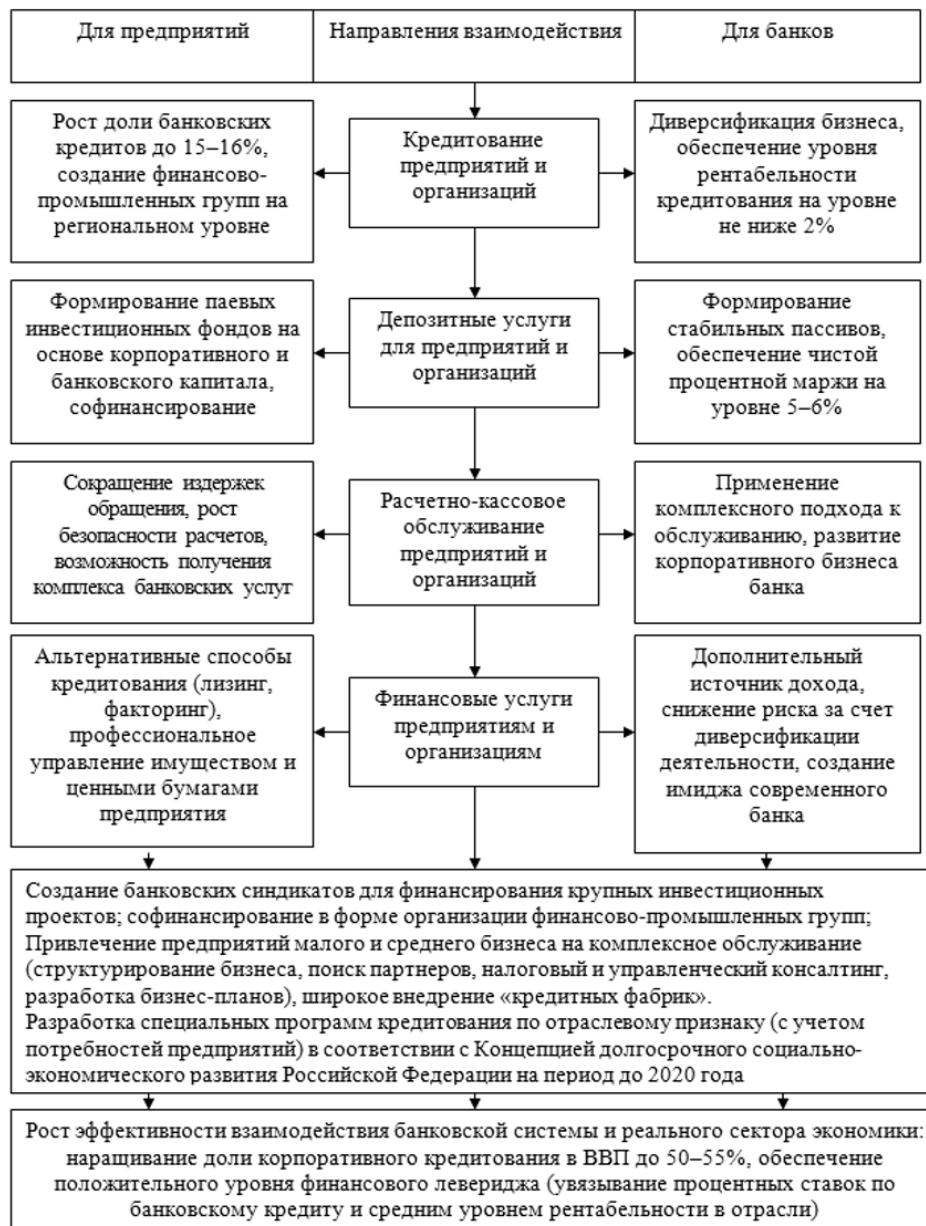 Для предприятий
Направления взаимодействия
Для банков
Рост доли банковских
кредитов до 15–16%,
создание финансово-
промышленных групп на
региональном уровне
Кредитование
предприятий и
организаций
Диверсификация бизнеса,
обеспечение уровня
рентабельности
кредитования на уровне
не ниже 2%
Формирование паевых
инвестиционных фондов на
основе корпоративного и
банковского капитала,
софинансирование
Депозитные услуги
для предприятий и
организаций
Формирование
стабильных пассивов,
обеспечение чистой
процентной маржи на
уровне 5–6%
Сокращение издержек
обращения, рост
безопасности расчетов,
возможность получения
комплекса банковских услуг
Расчетно-кассовое
обслуживание
предприятий и
организаций
Применение
комплексного подхода к
обслуживанию, развитие
корпоративного бизнеса
банка
Альтернативные способы
кредитования (лизинг,
факторинг),
профессиональное
управление имуществом и
ценными бумагами
предприятия
Финансовые услуги
предприятиям и
организациям
Дополнительный
источник дохода,
снижение риска за счет
диверсификации
деятельности, создание
имиджа современного
банка
Создание банковских синдикатов для финансирования крупных инвестиционных
проектов; софинансирование в форме организации финансово-промышленных групп;
Привлечение предприятий малого и среднего бизнеса на комплексное обслуживание
(структурирование бизнеса, поиск партнеров, налоговый и управленческий консалтинг,
разработка бизнес-планов), широкое внедрение «кредитных фабрик».
Разработка специальных программ кредитования по отраслевому признаку (с учетом
потребностей предприятий) в соответствии с Концепцией долгосрочного социально-
экономического развития Российской Федерации на период до 2020 года
Рост эффективности взаимодействия банковской системы и реального сектора экономики:
наращивание доли корпоративного кредитования в ВВП до 50–55%, обеспечение
положительного уровня финансового левериджа (увязывание процентных ставок по
банковскому кредиту и средним уровнем рентабельности в отрасли)